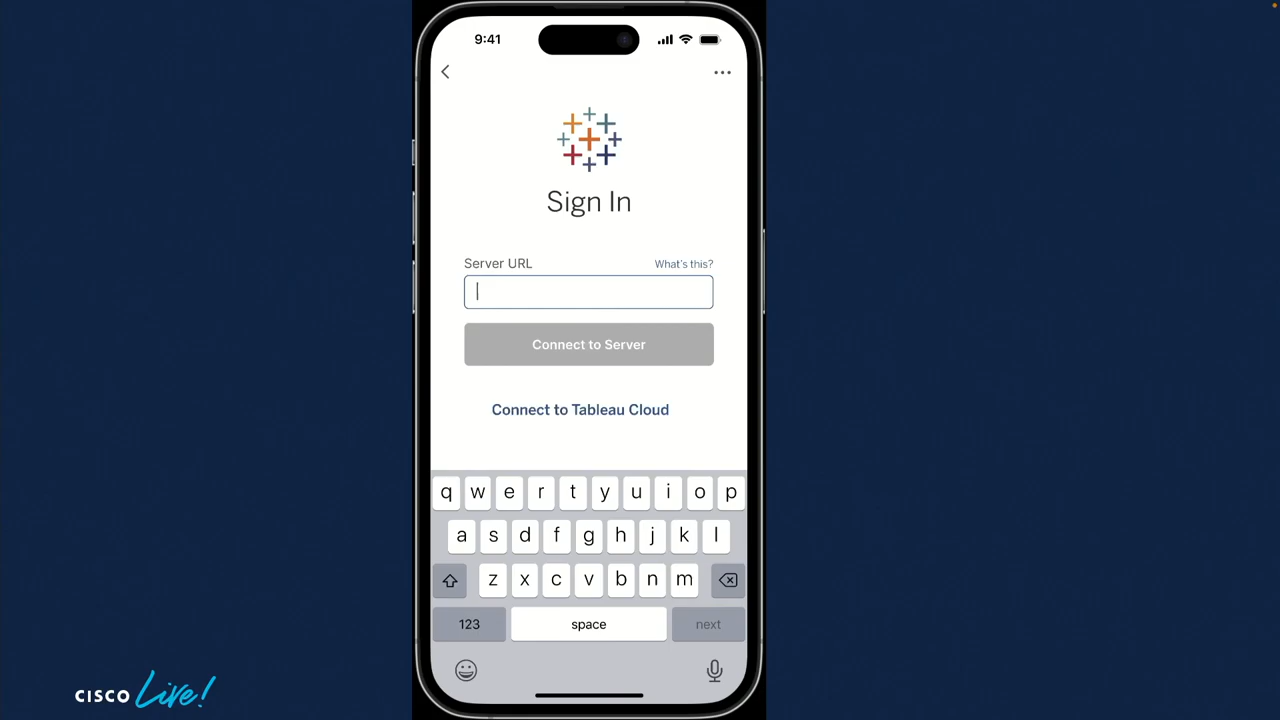 9:41
Sign In
Server URL What's this?
Connect to Server
Connect to Tableau Cloud
q w e r t y u i o p
a s d f g h j k l
z x c v b n m
123 space next
CISCO Live!